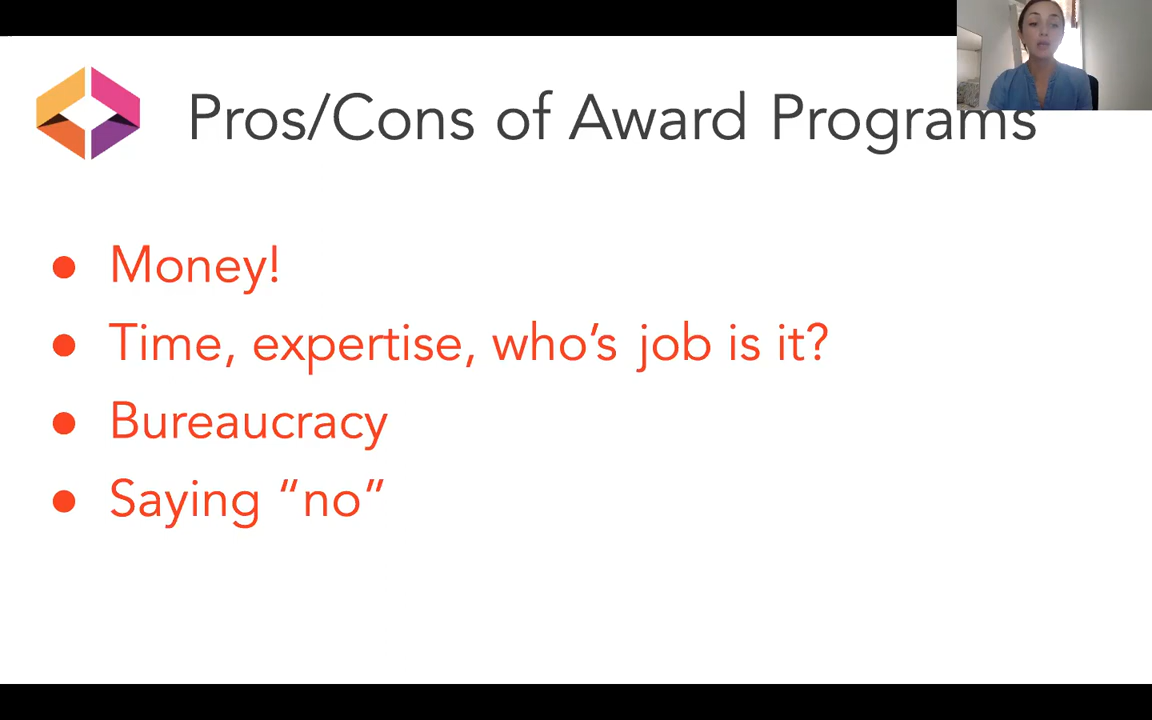 Pros/Cons of Award Programs
● Money!
● Time, expertise, who’s job is it?
● Bureaucracy
● Saying “no”